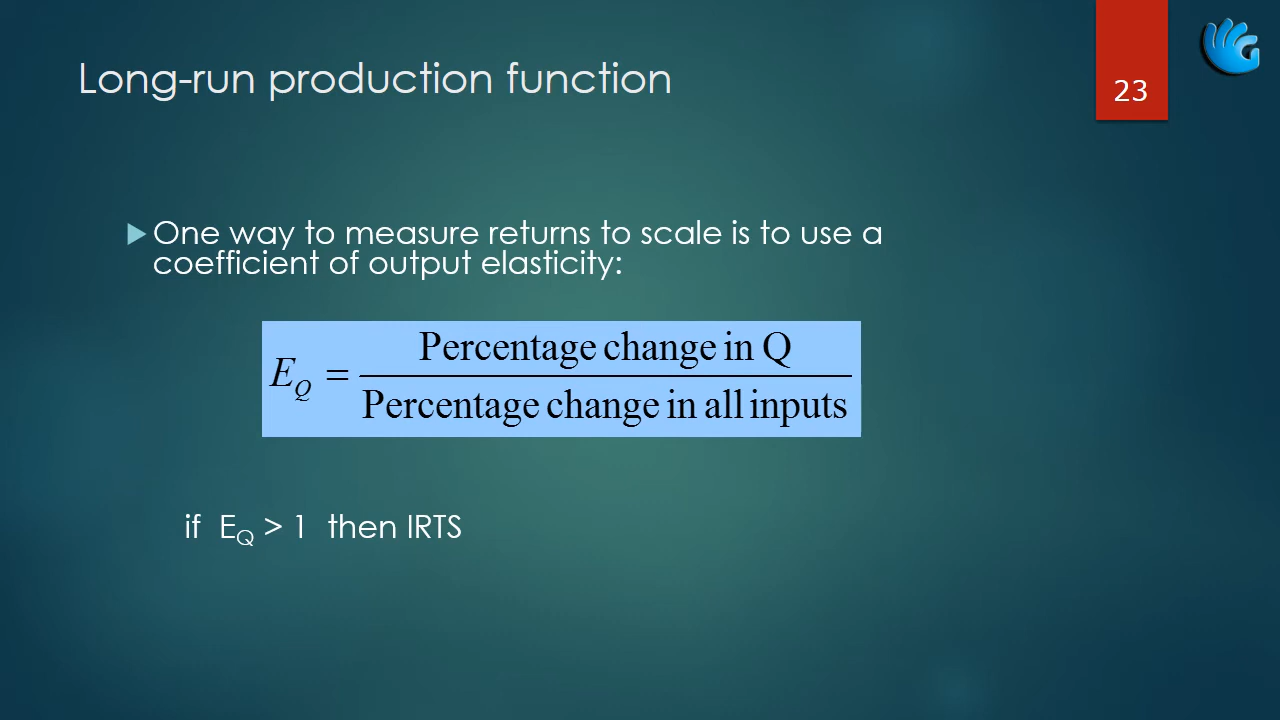 Long-run production function
23
▶ One way to measure returns to scale is to use a
coefficient of output elasticity:
E_Q = Percentage change in Q / Percentage change in all inputs
if E_Q > 1 then IRTS